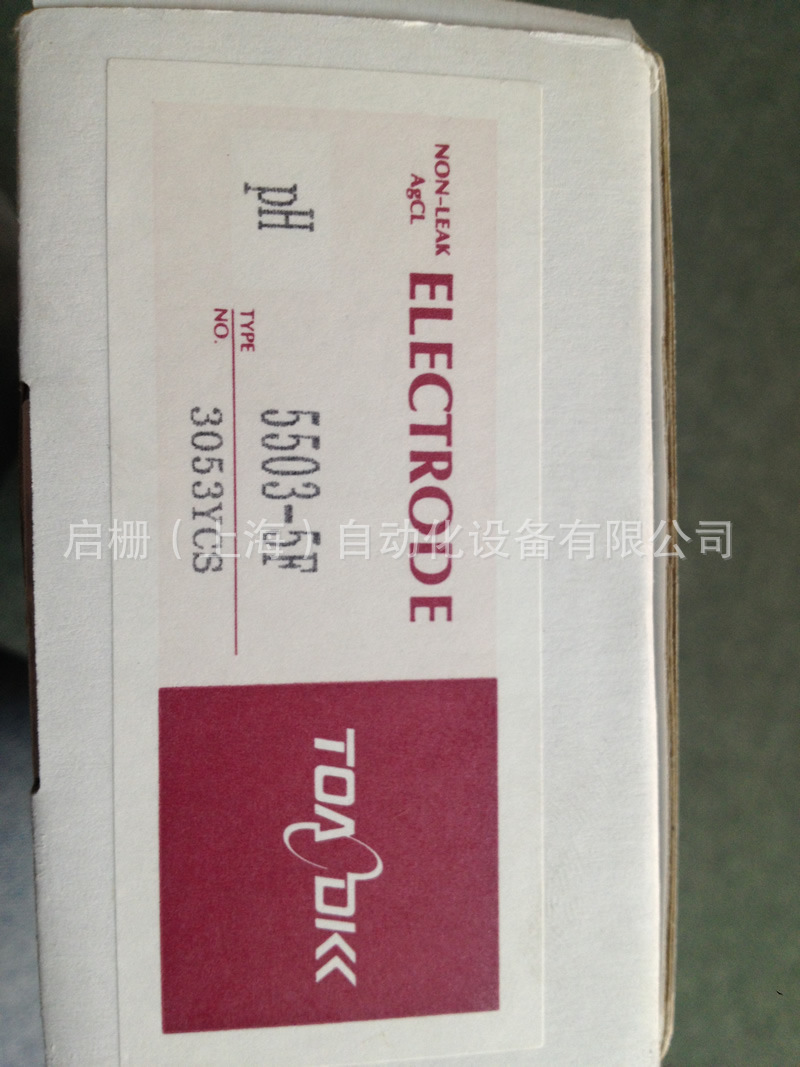 NON-LEAK
AgCL
ELECTRODE
pH
TYPE 5503-5F
NO. 3053YCS
TOA DKK
启栅（上海）自动化设备有限公司